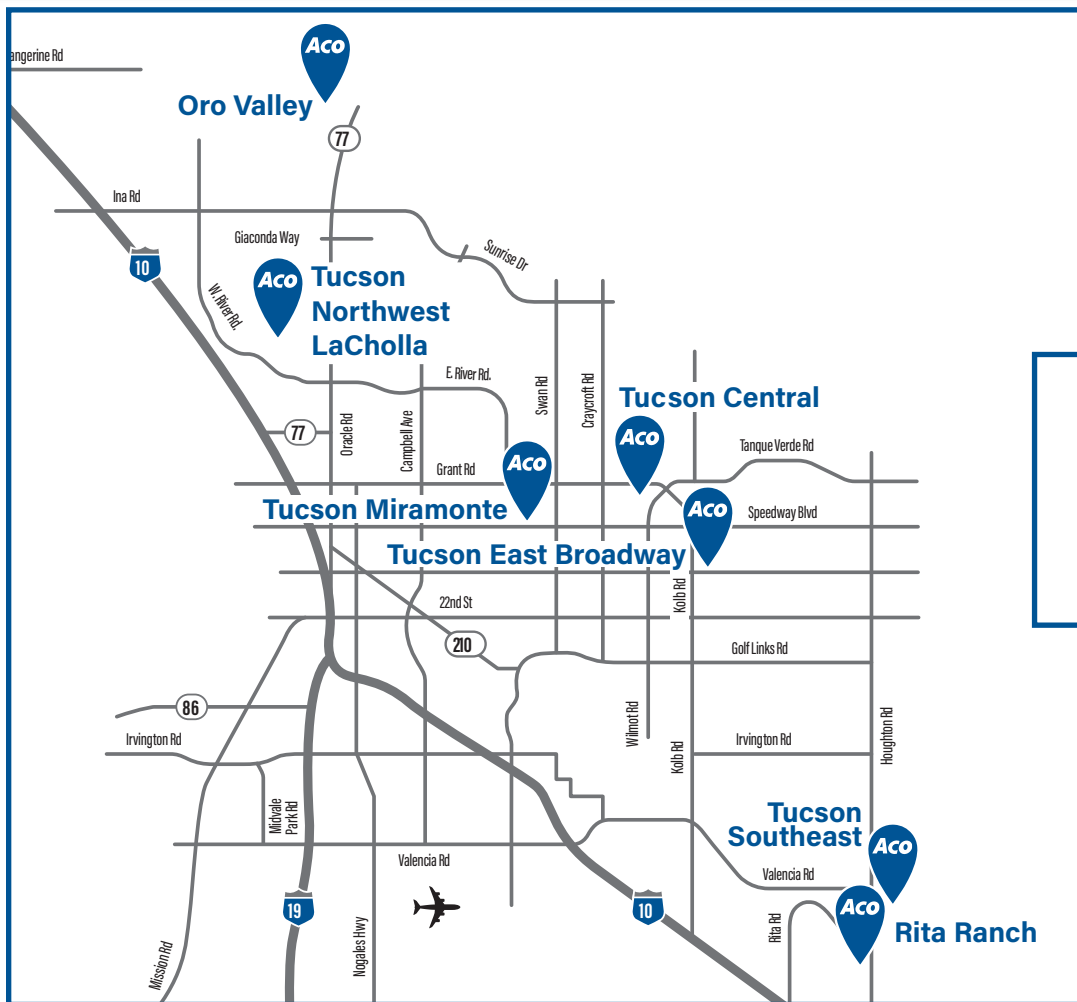 angerine Rd
Aco
Oro Valley
77
Ina Rd
Giaconda Way
Sunrise Dr
10
Aco
Tucson
Northwest
LaCholla
W. River Rd.
E. River Rd.
Swan Rd
Craycroft Rd
Tucson Central
77
Oracle Rd
Campbell Ave
Aco
Tanque Verde Rd
Grant Rd
Aco
Tucson Miramonte
Aco
Speedway Blvd
Tucson East Broadway
Kolb Rd
22nd St
210
Golf Links Rd
86
Wilmot Rd
Houghton Rd
Irvington Rd
Kolb Rd
Irvington Rd
Midvale
Park Rd
Tucson
Southeast
Aco
Valencia Rd
Valencia Rd
19
10
Aco
Rita Ranch
Rita Rd
Nogales Hwy
Mission Rd